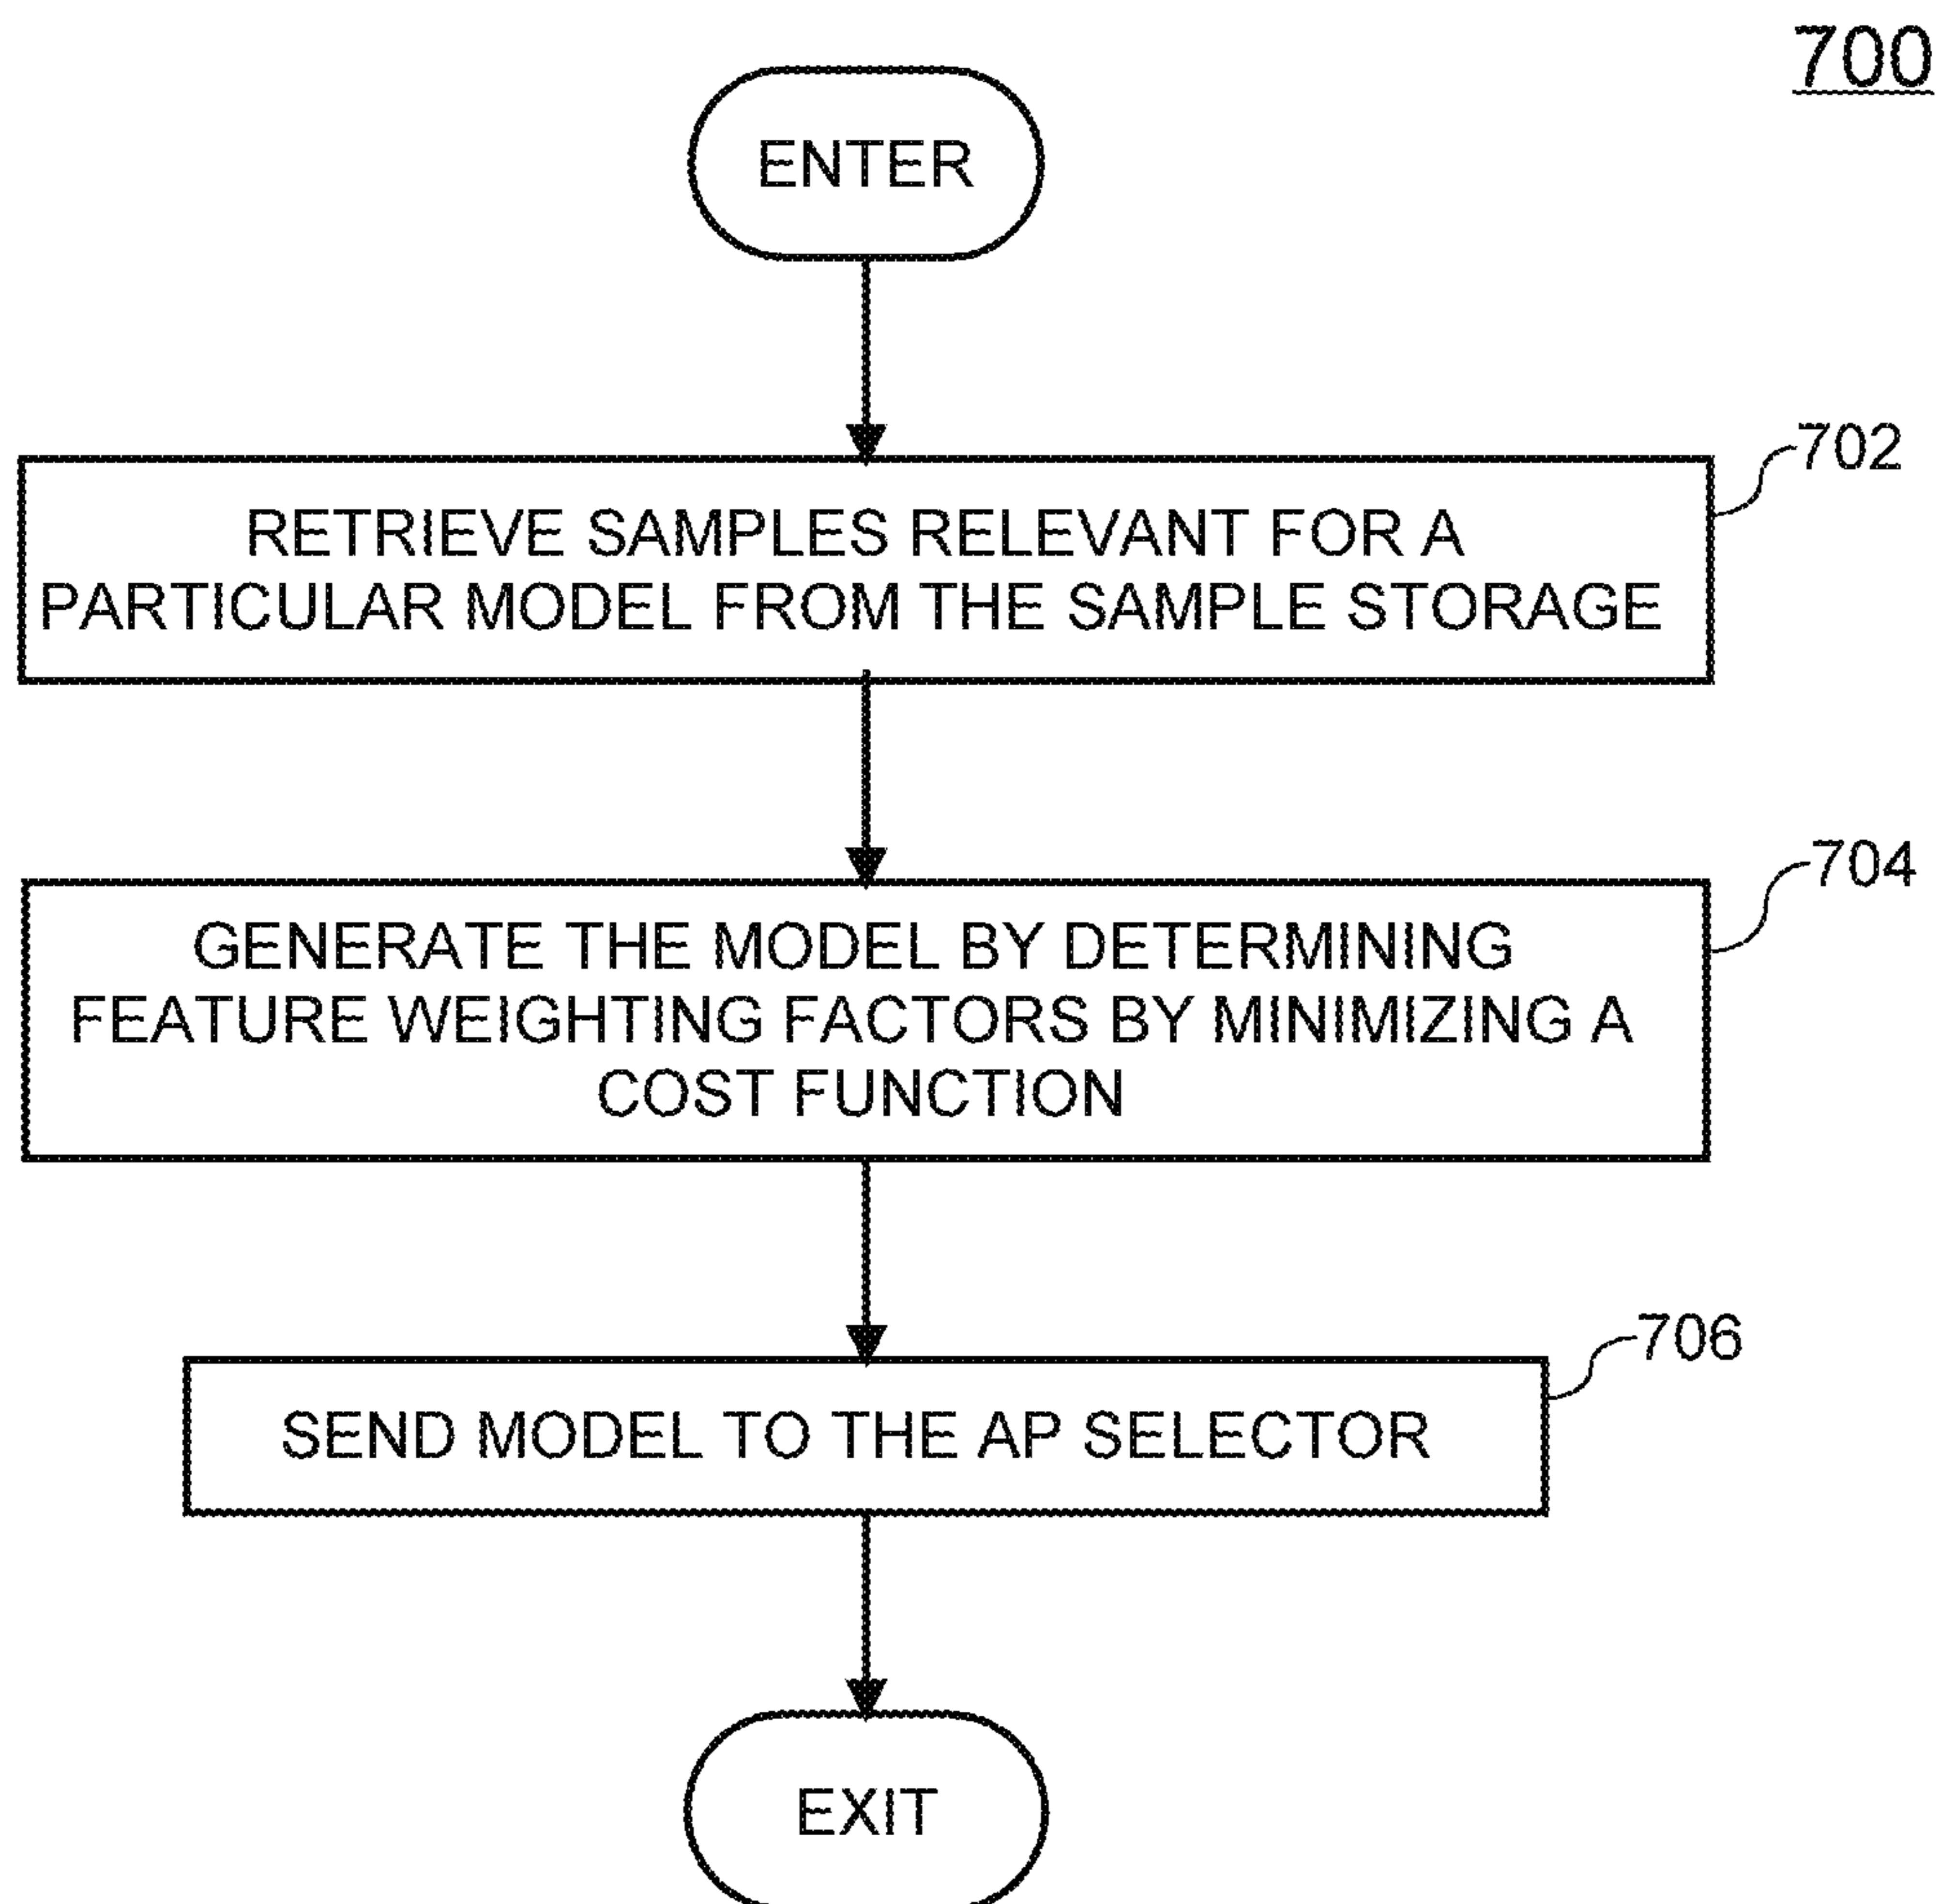 700
ENTER
702
RETRIEVE SAMPLES RELEVANT FOR A
PARTICULAR MODEL FROM THE SAMPLE STORAGE
704
GENERATE THE MODEL BY DETERMINING
FEATURE WEIGHTING FACTORS BY MINIMIZING A
COST FUNCTION
706
SEND MODEL TO THE AP SELECTOR
EXIT